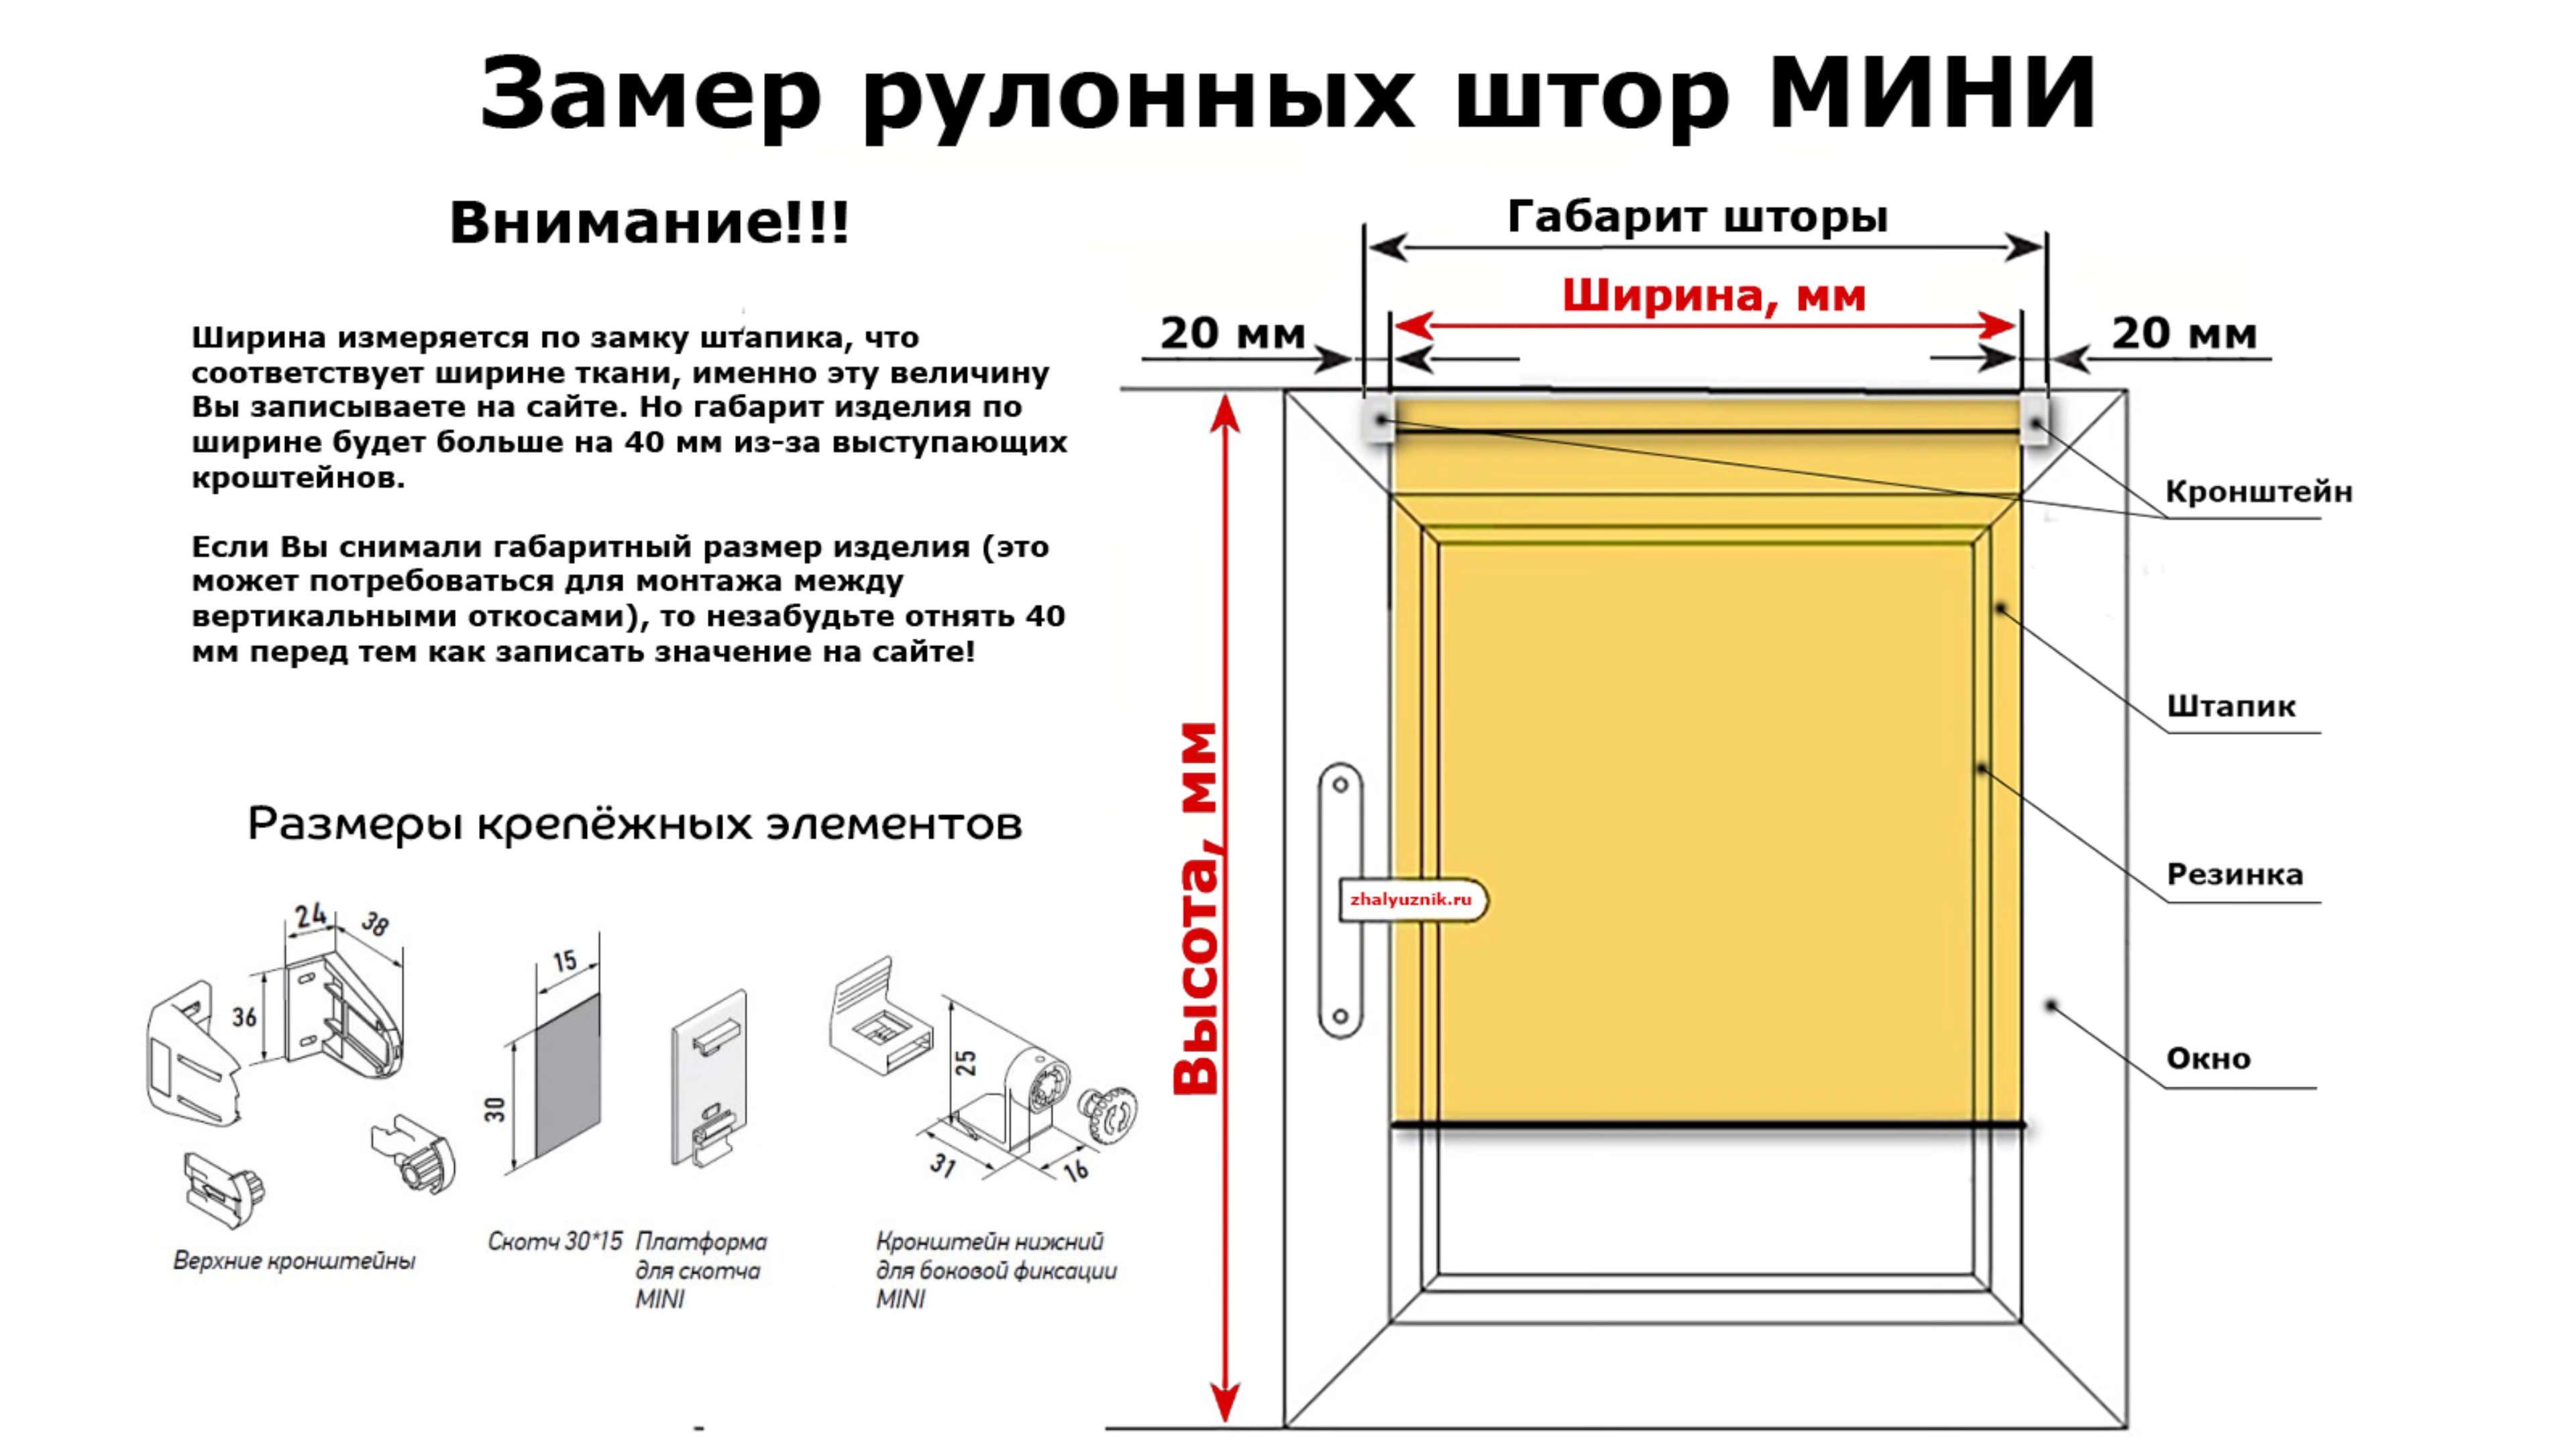 Замер рулонных штор МИНИ
Внимание!!!
Ширина измеряется по замку штапика, что
соответствует ширине ткани, именно эту величину
Вы записываете на сайте. Но габарит изделия по
ширине будет больше на 40 мм из-за выступающих
кроштейнов.
Если Вы снимали габаритный размер изделия (это
может потребоваться для монтажа между
вертикальными откосами), то незабудьте отнять 40
мм перед тем как записать значение на сайте!
Размеры крепёжных элементов
24
38
36
Верхние кронштейны
15
30
Скотч 30*15
Платформа
для скотча
MINI
25
31
16
Кронштейн нижний
для боковой фиксации
MINI
Габарит шторы
Ширина, мм
20 мм
20 мм
Высота, мм
Кронштейн
Штапик
Резинка
zhalyuznik.ru
Окно